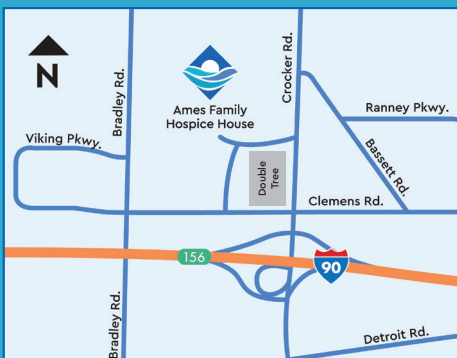 N
Bradley Rd.
Ames Family
Hospice House
Crocker Rd.
Ranney Pkwy.
Viking Pkwy.
Bassett Rd.
Double
Tree
Clemens Rd.
156
90
Bradley Rd.
Detroit Rd.